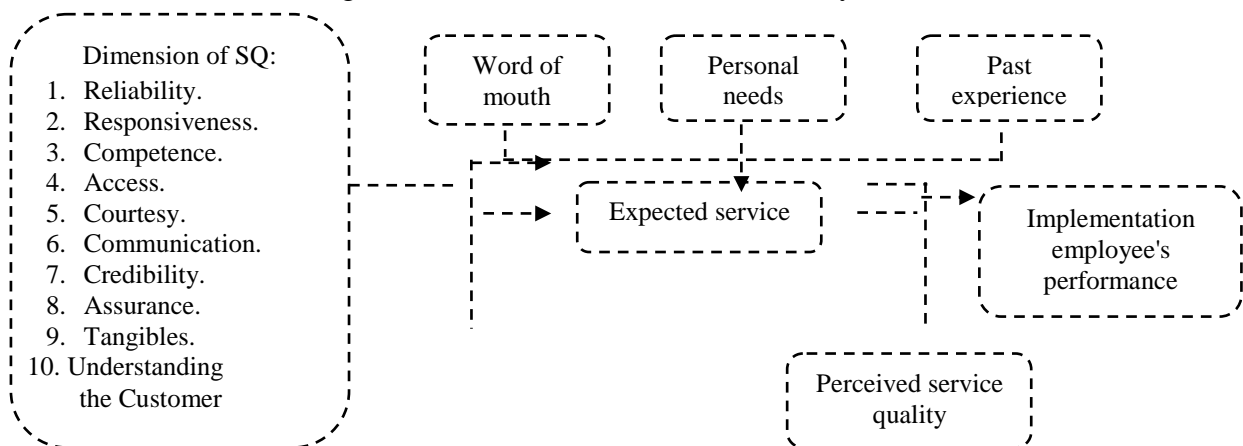 Dimension of SQ:
1. Reliability.
2. Responsiveness.
3. Competence.
4. Access.
5. Courtesy.
6. Communication.
7. Credibility.
8. Assurance.
9. Tangibles.
10. Understanding
the Customer
Word of
mouth
Personal
needs
Past
experience
Expected service
Implementation
employee's
performance
Perceived service
quality